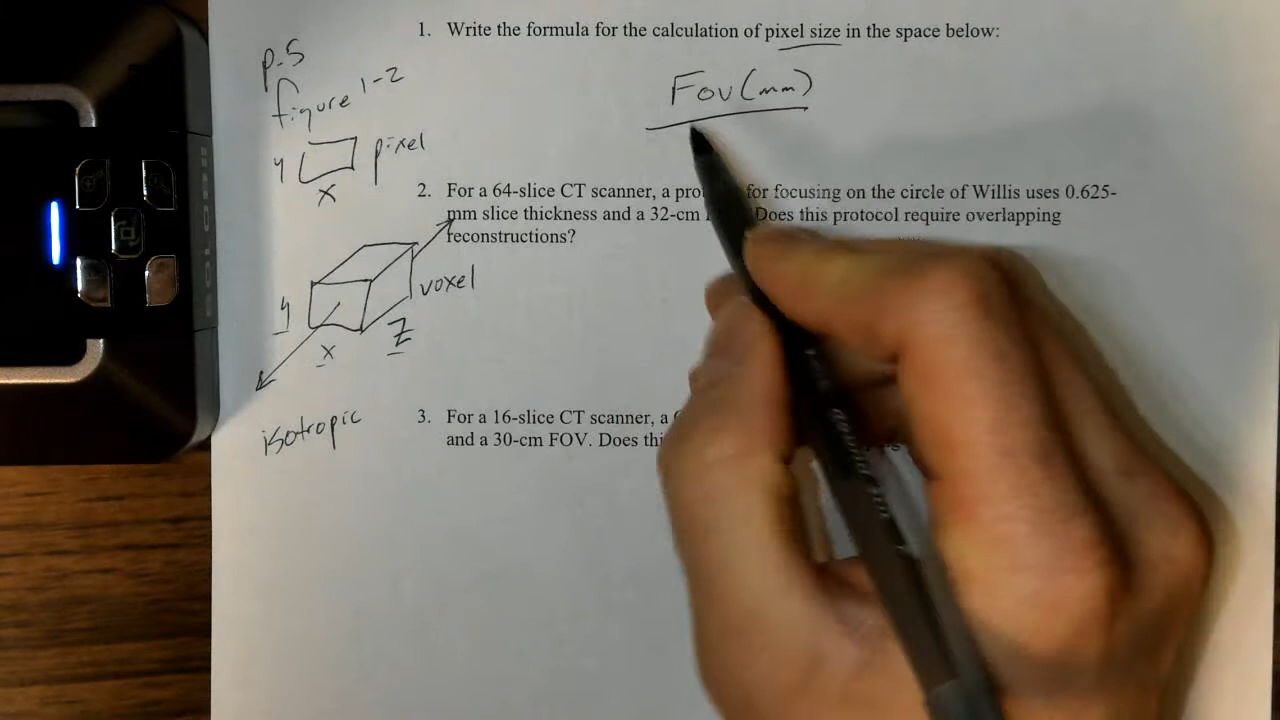 1. Write the formula for the calculation of pixel size in the space below:
p.5
figure 1-2
FOV(mm)
y pixel
x
2. For a 64-slice CT scanner, a for focusing on the circle of Willis uses 0.625-
mm slice thickness and a 32-cm Does this protocol require overlapping
reconstructions?
voxel
y
z
x
isotropic
3. For a 16-slice CT scanner, a
and a 30-cm FOV. Does
SOLO8